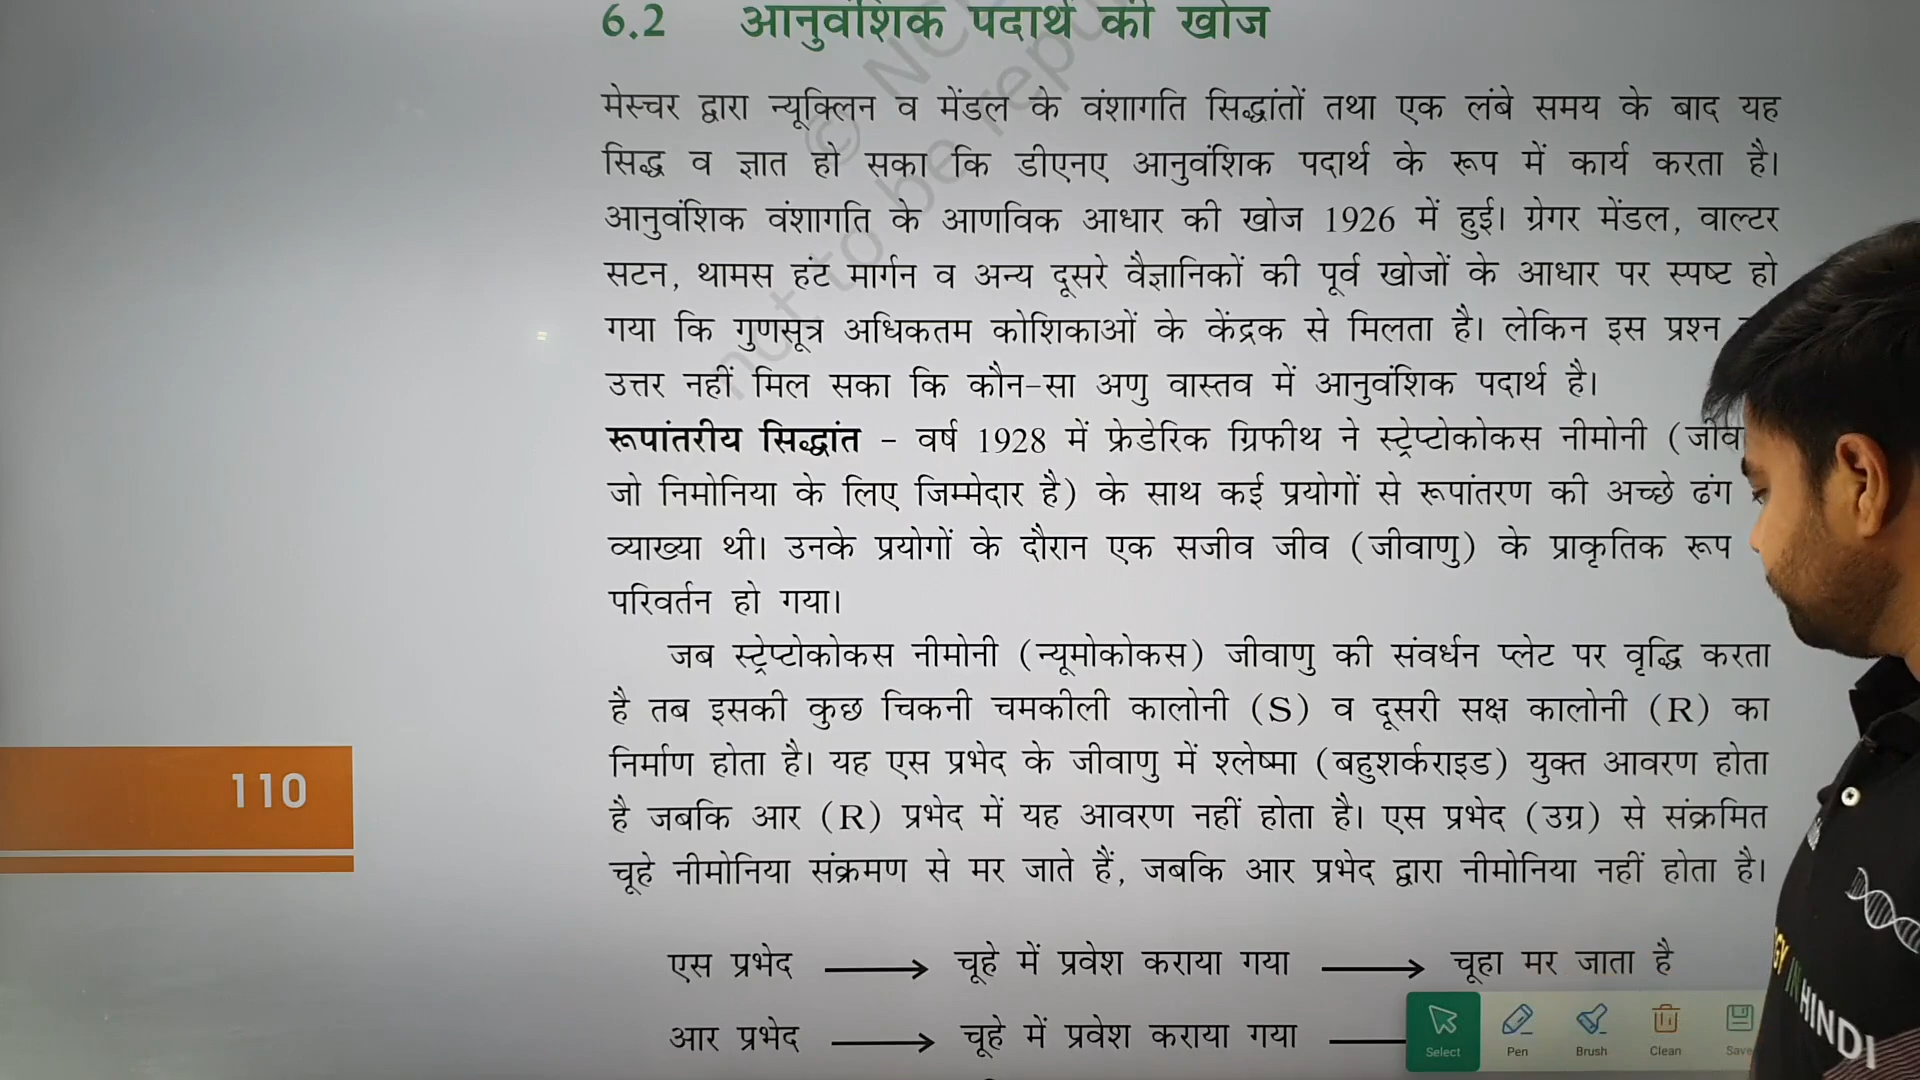 6.2 आनुवंशिक पदार्थ की खोज
मेस्चर द्वारा न्यूक्लिन व मेंडल के वंशागति सिद्धांतों तथा एक लंबे समय के बाद यह
सिद्ध व ज्ञात हो सका कि डीएनए आनुवंशिक पदार्थ के रूप में कार्य करता है।
आनुवंशिक वंशागति के आणविक आधार की खोज 1926 में हुई। ग्रेगर मेंडल, वाल्टर
सटन, थामस हंट मार्गन व अन्य दूसरे वैज्ञानिकों की पूर्व खोजों के आधार पर स्पष्ट हो
गया कि गुणसूत्र अधिकतम कोशिकाओं के केंद्रक से मिलता है। लेकिन इस प्रश्न
उत्तर नहीं मिल सका कि कौन-सा अणु वास्तव में आनुवंशिक पदार्थ है।
रूपांतरीय सिद्धांत - वर्ष 1928 में फ्रेडेरिक ग्रिफीथ ने स्ट्रेप्टोकोकस नीमोनी (जीव
जो निमोनिया के लिए जिम्मेदार है) के साथ कई प्रयोगों से रूपांतरण की अच्छे ढंग
व्याख्या थी। उनके प्रयोगों के दौरान एक सजीव जीव (जीवाणु) के प्राकृतिक रूप
परिवर्तन हो गया।
जब स्ट्रेप्टोकोकस नीमोनी (न्यूमोकोकस) जीवाणु की संवर्धन प्लेट पर वृद्धि करता
है तब इसकी कुछ चिकनी चमकीली कालोनी (S) व दूसरी सक्ष कालोनी (R) का
निर्माण होता है। यह एस प्रभेद के जीवाणु में श्लेष्मा (बहुशर्कराइड) युक्त आवरण होता
है जबकि आर (R) प्रभेद में यह आवरण नहीं होता है। एस प्रभेद (उग्र) से संक्रमित
चूहे नीमोनिया संक्रमण से मर जाते हैं, जबकि आर प्रभेद द्वारा नीमोनिया नहीं होता है।
110
एस प्रभेद ⟶ चूहे में प्रवेश कराया गया ⟶ चूहा मर जाता है
आर प्रभेद ⟶ चूहे में प्रवेश कराया गया
Select Pen Brush Clean Save
not to be
IN HINDI